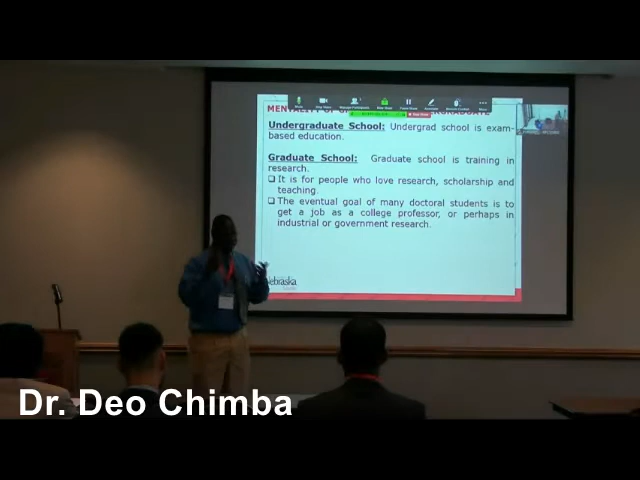 MENTALITY OF
Undergraduate School: Undergrad school is exam-
based education.
Graduate School: Graduate school is training in
research.
❑ It is for people who love research, scholarship and
teaching.
❑ The eventual goal of many doctoral students is to
get a job as a college professor, or perhaps in
industrial or government research.
Nebraska
Dr. Deo Chimba